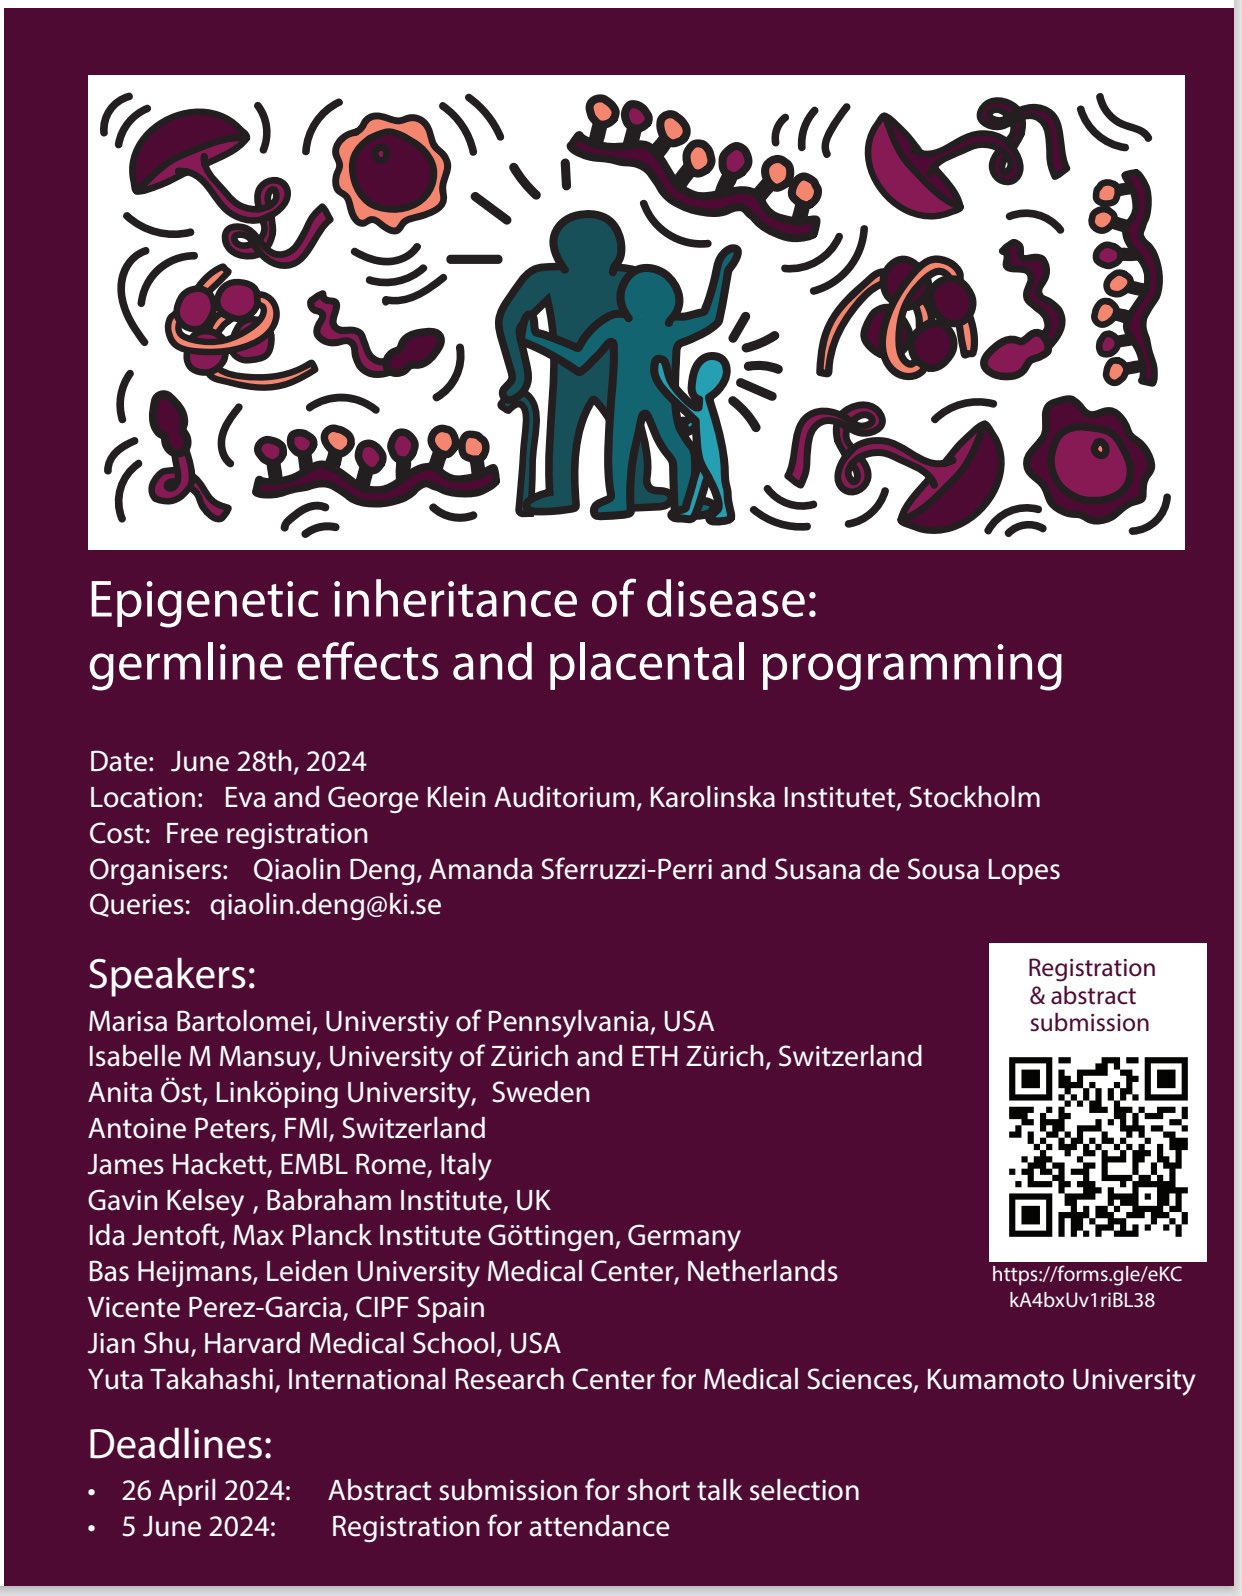 Epigenetic inheritance of disease:
germline effects and placental programming
Date: June 28th, 2024
Location: Eva and George Klein Auditorium, Karolinska Institutet, Stockholm
Cost: Free registration
Organisers: Qiaolin Deng, Amanda Sferruzzi-Perri and Susana de Sousa Lopes
Queries: qiaolin.deng@ki.se
Speakers:
Marisa Bartolomei, Universtiy of Pennsylvania, USA
Isabelle M Mansuy, University of Zürich and ETH Zürich, Switzerland
Anita Öst, Linköping University, Sweden
Antoine Peters, FMI, Switzerland
James Hackett, EMBL Rome, Italy
Gavin Kelsey , Babraham Institute, UK
Ida Jentoft, Max Planck Institute Göttingen, Germany
Bas Heijmans, Leiden University Medical Center, Netherlands
Vicente Perez-Garcia, CIPF Spain
Jian Shu, Harvard Medical School, USA
Yuta Takahashi, International Research Center for Medical Sciences, Kumamoto University
Registration
& abstract
submission
https://forms.gle/eKC
kA4bxUv1riBL38
Deadlines:
• 26 April 2024: Abstract submission for short talk selection
• 5 June 2024: Registration for attendance